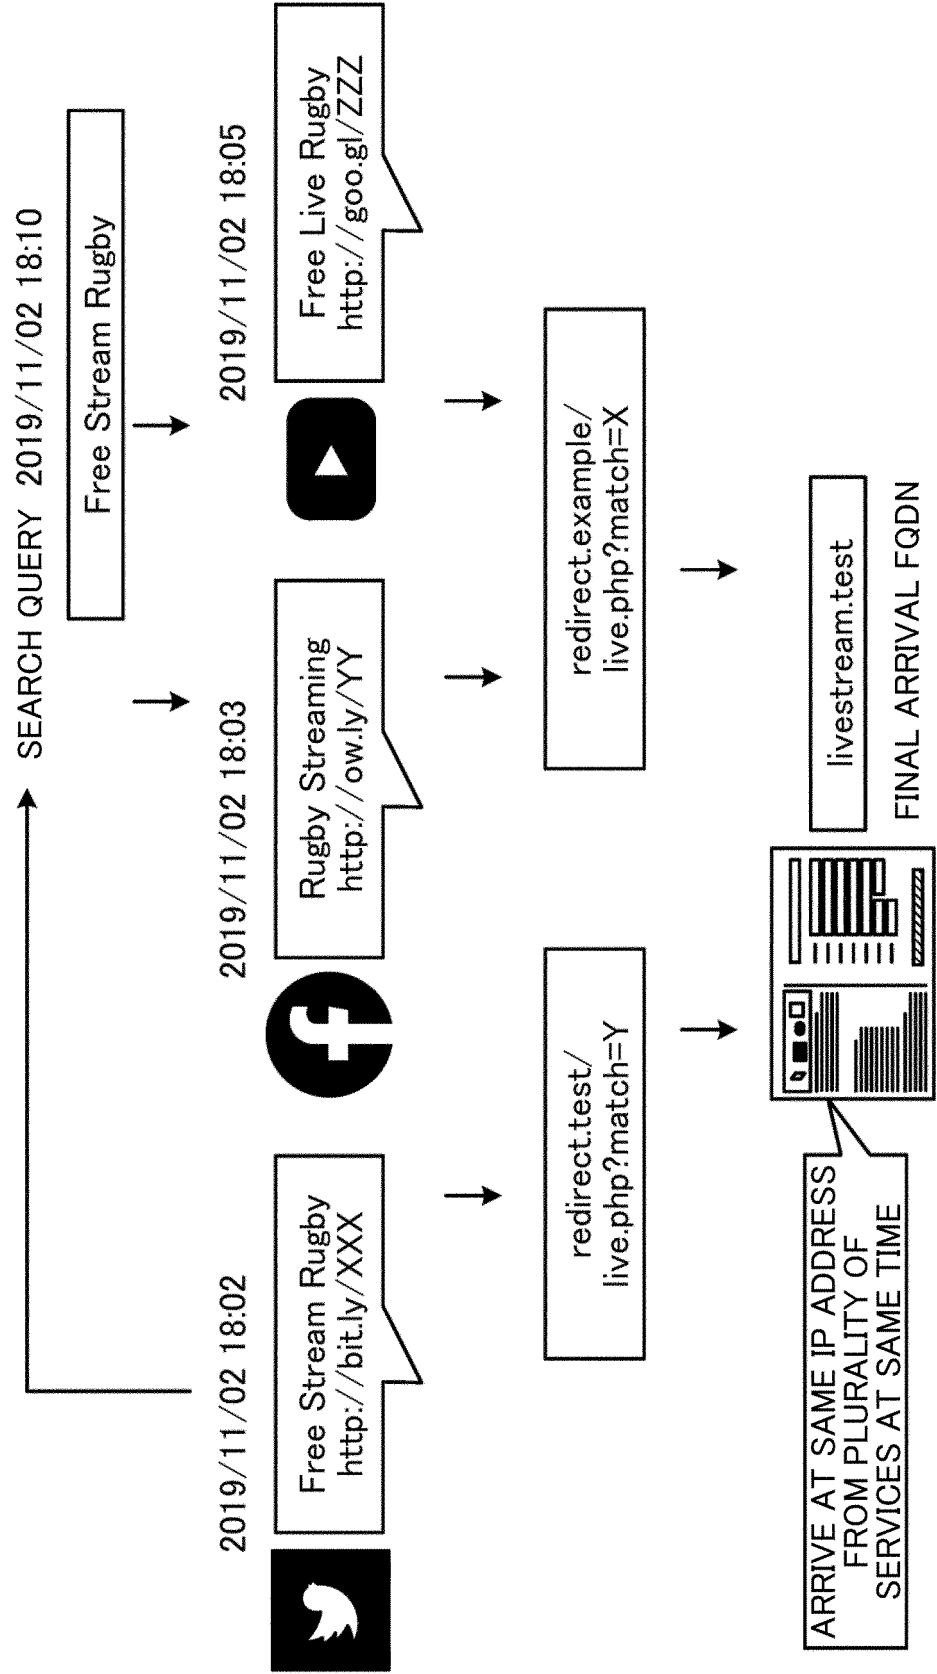 SEARCH QUERY 2019/11/02 18:10
Free Stream Rugby
2019/11/02 18:02
Free Stream Rugby
http://bit.ly/XXX
2019/11/02 18:03
Rugby Streaming
http://ow.ly/YY
2019/11/02 18:05
Free Live Rugby
http://goo.gl/ZZZ
redirect.test/
live.php?match=Y
redirect.example/
live.php?match=X
ARRIVE AT SAME IP ADDRESS
FROM PLURALITY OF
SERVICES AT SAME TIME
livestream.test
FINAL ARRIVAL FQDN